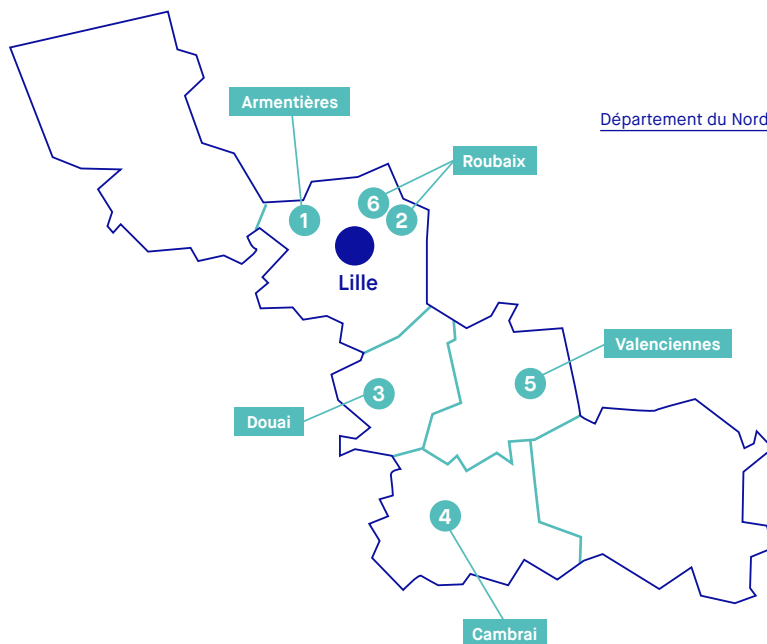 Armentières
Département du Nord
Roubaix
6
1
2
Lille
Valenciennes
5
3
Douai
4
Cambrai